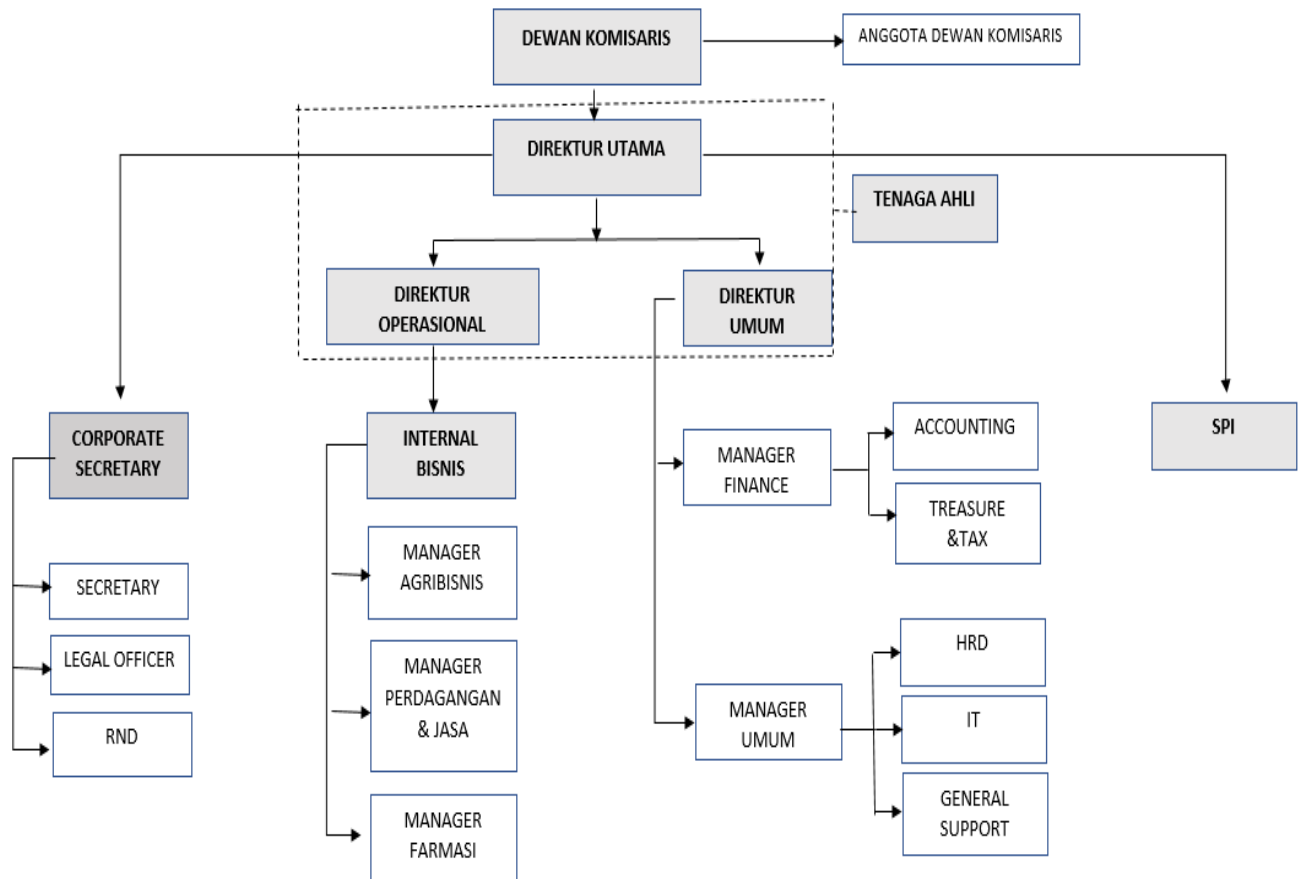 DEWAN KOMISARIS
ANGGOTA DEWAN KOMISARIS
DIREKTUR UTAMA
TENAGA AHLI
DIREKTUR
OPERASIONAL
DIREKTUR
UMUM
CORPORATE
SECRETARY
SECRETARY
LEGAL OFFICER
RND
INTERNAL
BISNIS
MANAGER
AGRIBISNIS
MANAGER
PERDAGANGAN
& JASA
MANAGER
FARMASI
MANAGER
FINANCE
ACCOUNTING
TREASURE
&TAX
MANAGER
UMUM
HRD
IT
GENERAL
SUPPORT
SPI